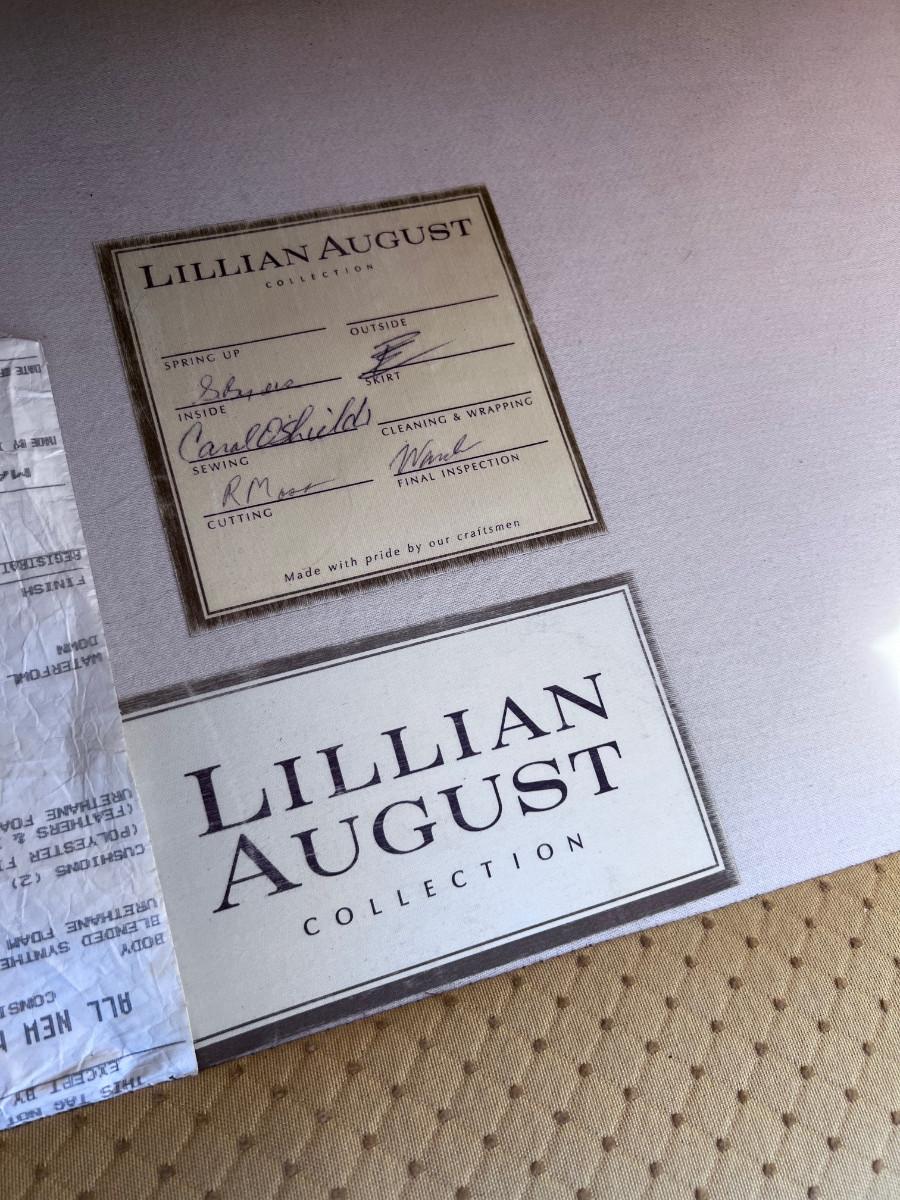 LILLIAN AUGUST
COLLECTION
SPRING UP
OUTSIDE
INSIDE
SKIRT
Carol O'Shields
SEWING
CLEANING & WRAPPING
R Moss
CUTTING
FINAL INSPECTION
Made with pride by our craftsmen
LILLIAN
AUGUST
COLLECTION
THIS TAG NOT
EXCEPT BY
ALL NEW
BODY
BLENDED
URETHANE FOAM
CUSHIONS (2)
(POLYESTER
(FEATHERS &
URETHANE
WATERFOWL
DOWN
FINISH